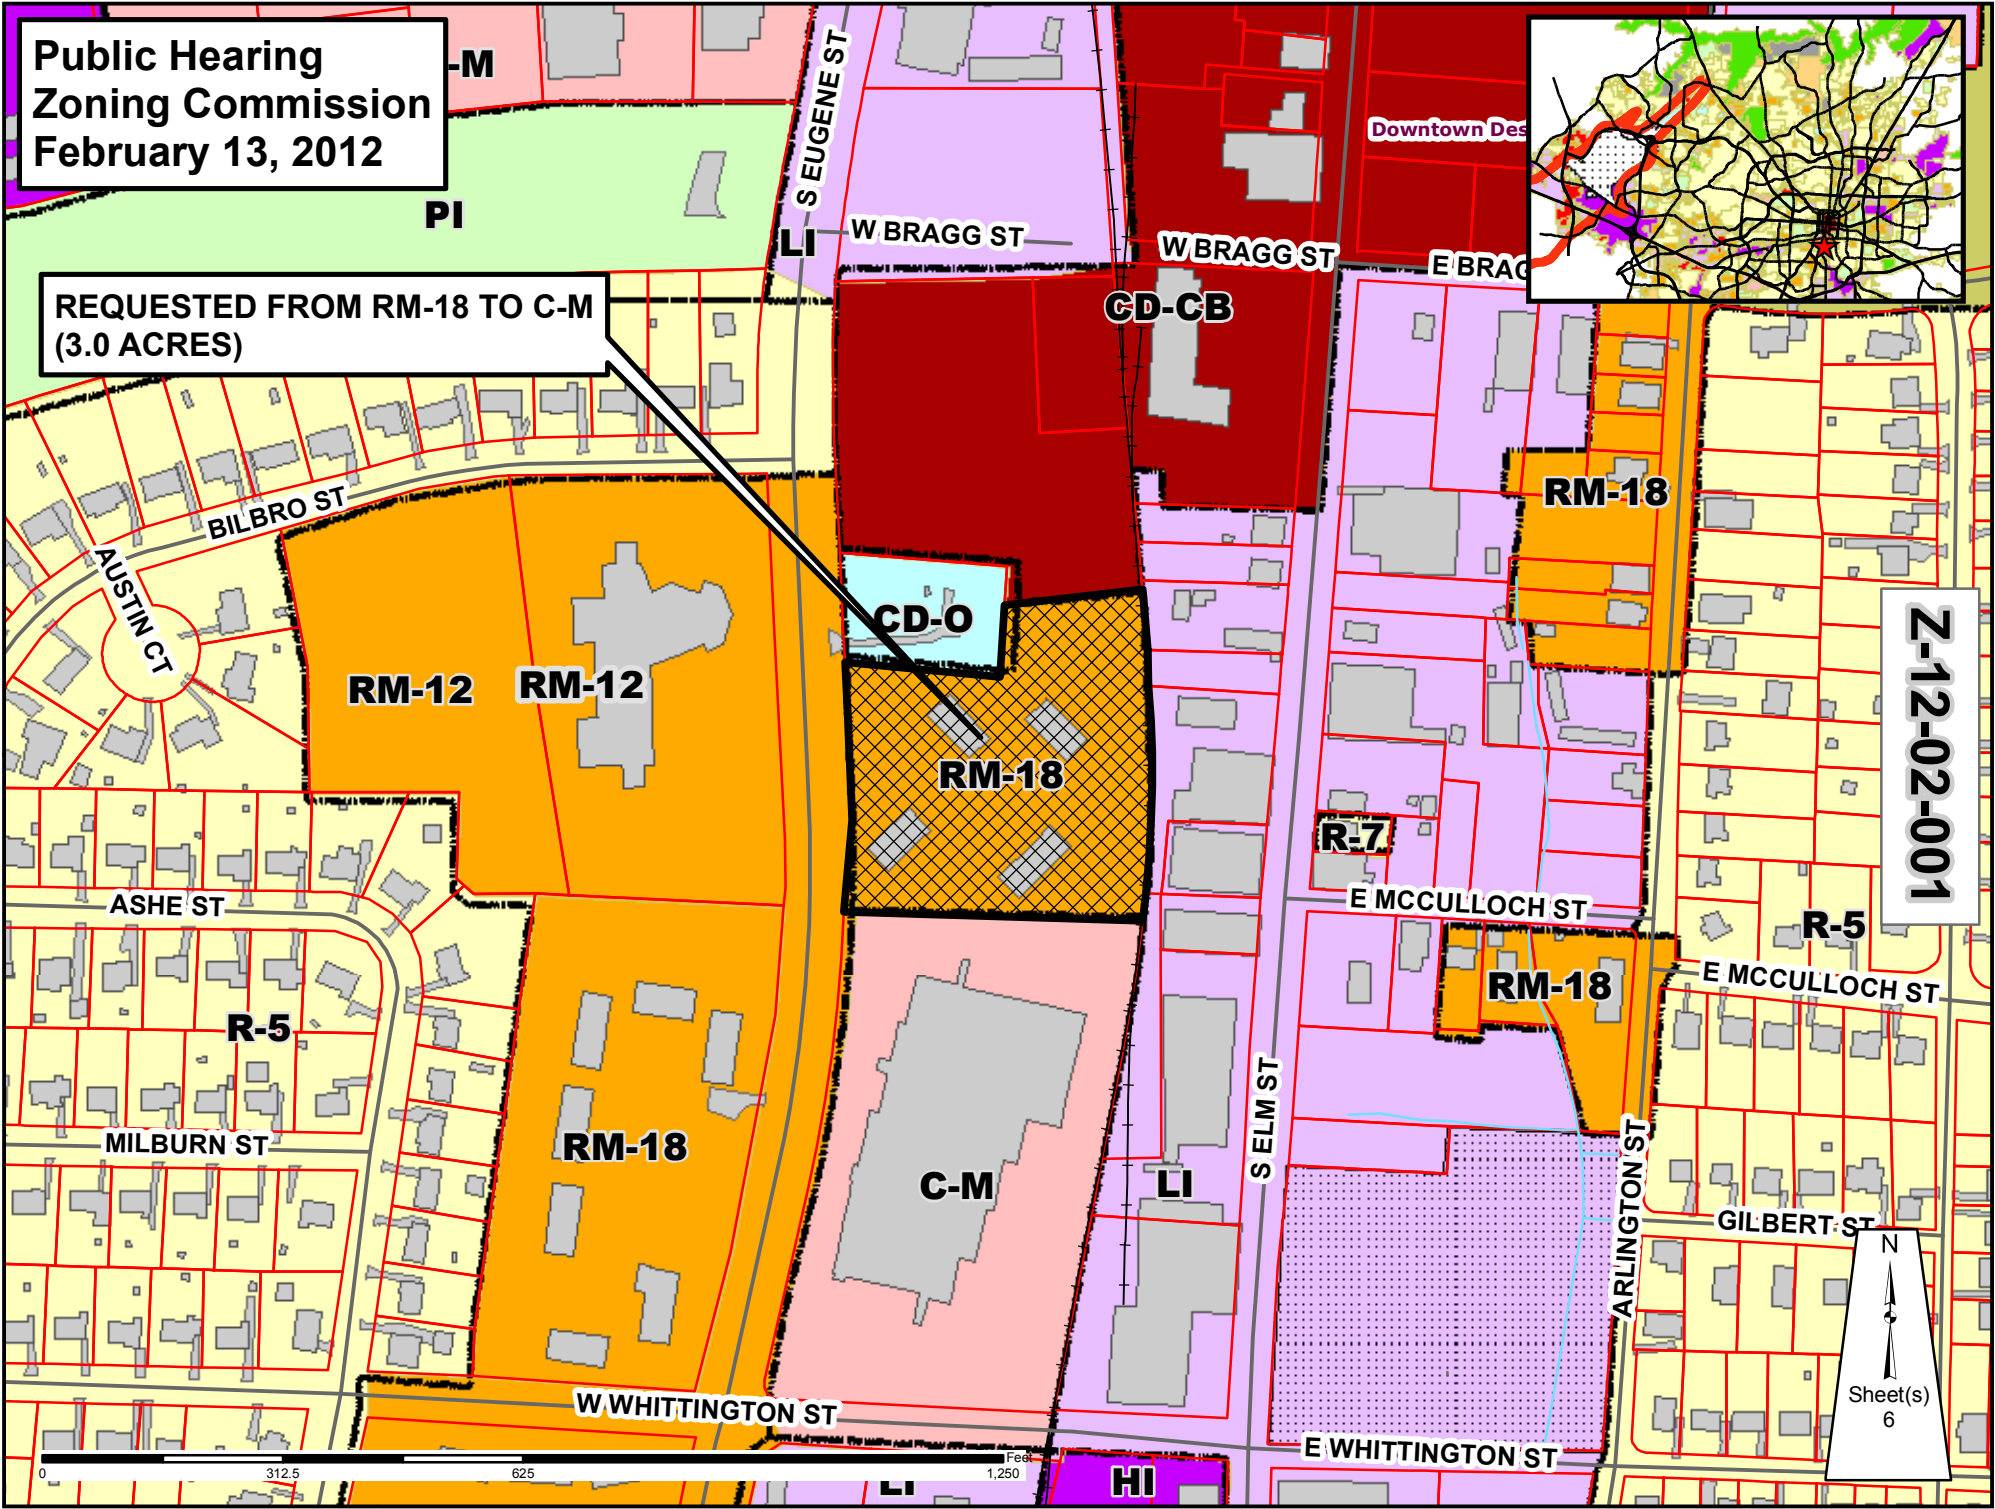 Public Hearing
Zoning Commission
February 13, 2012
-M
PI
S EUGENE ST
LI
W BRAGG ST
W BRAGG ST
E BRAG
Downtown Des
REQUESTED FROM RM-18 TO C-M
(3.0 ACRES)
CD-CB
BILBRO ST
AUSTIN CT
RM-18
CD-O
RM-12
RM-12
RM-18
Z-12-02-001
R-7
E MCCULLOCH ST
ASHE ST
R-5
E MCCULLOCH ST
RM-18
R-5
MILBURN ST
RM-18
C-M
LI
S ELM ST
ARLINGTON ST
GILBERT ST
N
Sheet(s)
6
W WHITTINGTON ST
E WHITTINGTON ST
Feet
0
312.5
625
1,250
LI
HI